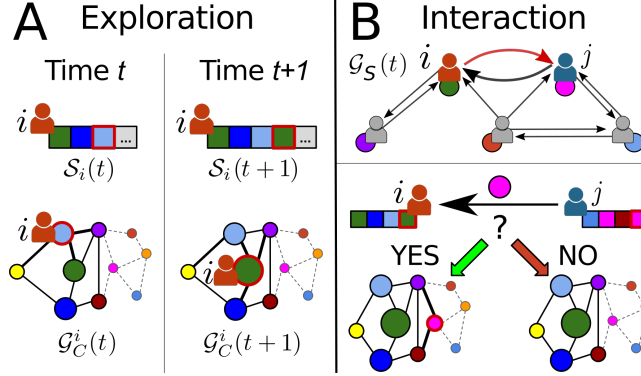 A Exploration
Time t
Time t+1
i
...
i
...
S_i(t)
S_i(t+1)
i
i
G_C^i(t)
G_C^i(t+1)
B Interaction
G_S(t)
i
j
i
j
?
YES
NO